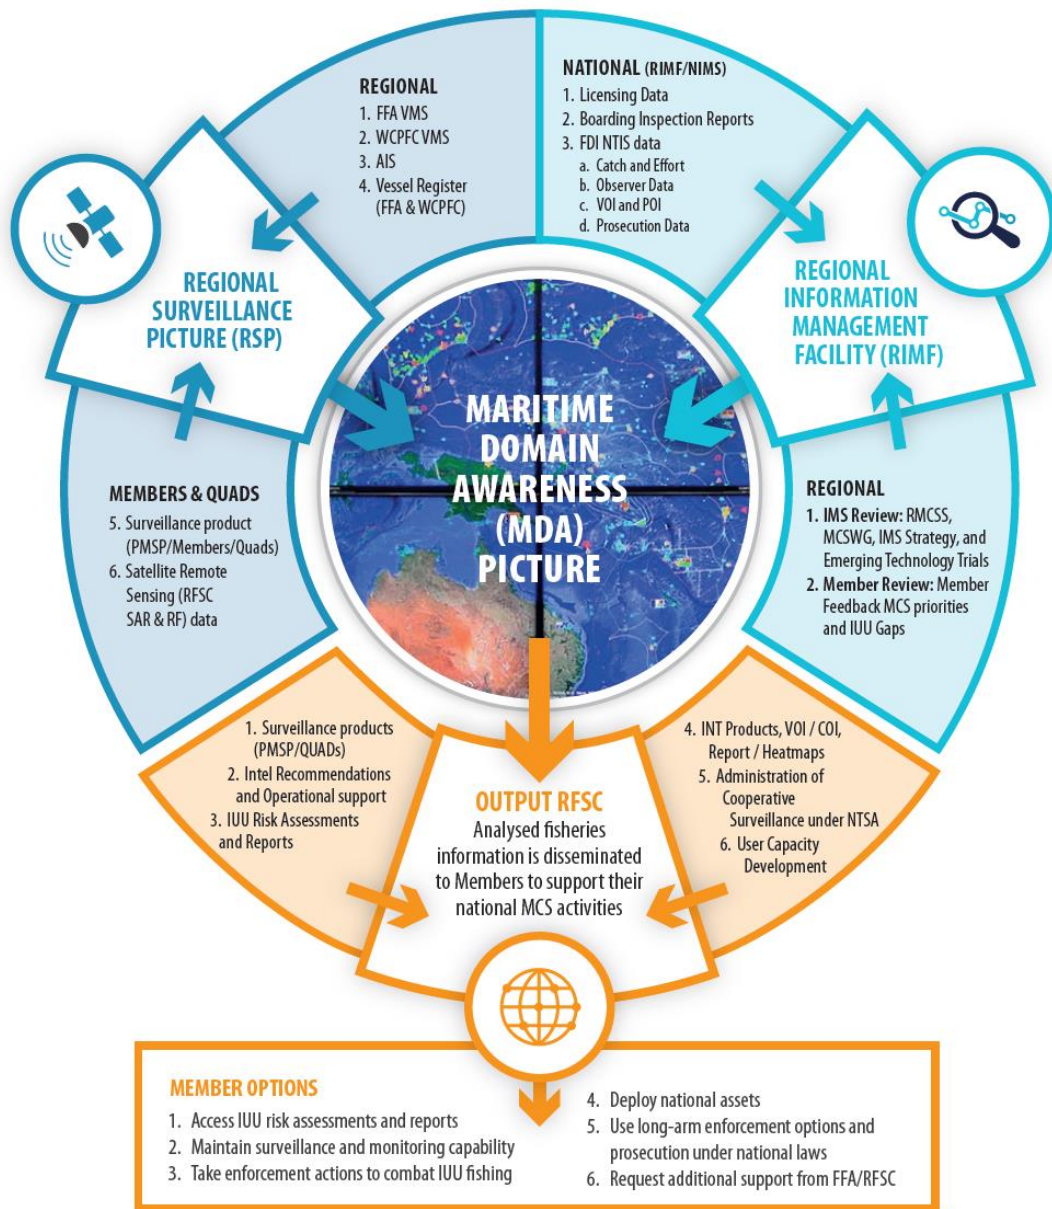 REGIONAL
1. FFA VMS
2. WCPFC VMS
3. AIS
4. Vessel Register
(FFA & WCPFC)
NATIONAL (RIMF/NIMS)
1. Licensing Data
2. Boarding Inspection Reports
3. FDI NTIS data
a. Catch and Effort
b. Observer Data
c. VOI and POI
d. Prosecution Data
REGIONAL
SURVEILLANCE
PICTURE (RSP)
REGIONAL
INFORMATION
MANAGEMENT
FACILITY (RIMF)
MARITIME
DOMAIN
AWARENESS
(MDA)
PICTURE
MEMBERS & QUADS
5. Surveillance product
(PMSP/Members/Quads)
6. Satellite Remote
Sensing (RFSC
SAR & RF) data
REGIONAL
1. IMS Review: RMCSS,
MCSWG, IMS Strategy, and
Emerging Technology Trials
2. Member Review: Member
Feedback MCS priorities
and IUU Gaps
1. Surveillance products
(PMSP/QUADs)
2. Intel Recommendations
and Operational support
3. IUU Risk Assessments
and Reports
OUTPUT RFSC
Analysed fisheries
information is disseminated
to Members to support their
national MCS activities
4. INT Products, VOI / COI,
Report / Heatmaps
5. Administration of
Cooperative
Surveillance under NTSA
6. User Capacity
Development
MEMBER OPTIONS
1. Access IUU risk assessments and reports
2. Maintain surveillance and monitoring capability
3. Take enforcement actions to combat IUU fishing
4. Deploy national assets
5. Use long-arm enforcement options and
prosecution under national laws
6. Request additional support from FFA/RFSC